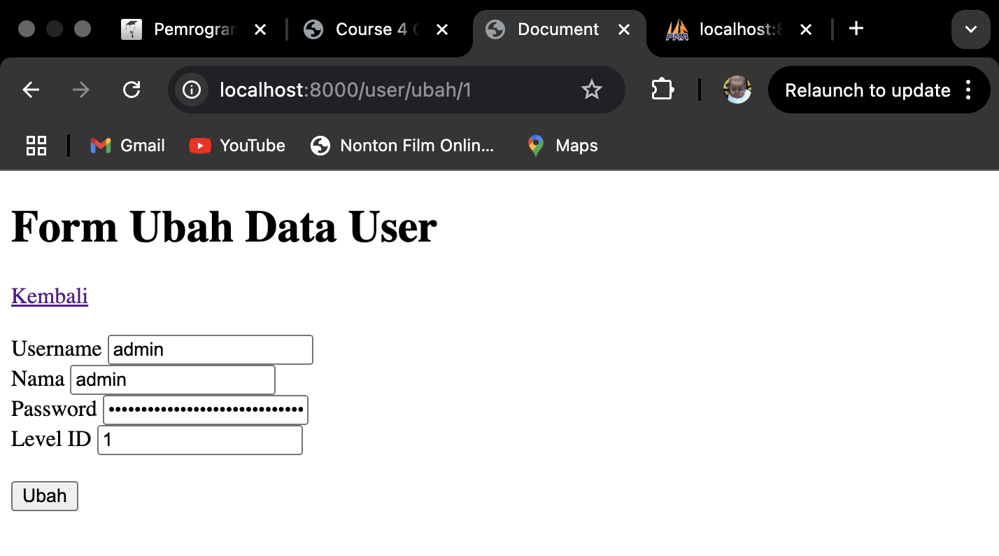 Pemrogran
Course 4
Document
PMA
localhost:8
localhost:8000/user/ubah/1
Relaunch to update
Gmail
YouTube
Nonton Film Onlin...
Maps
Form Ubah Data User
Kembali
Username admin
Nama admin
Password ••••••••••••••••••••••••••••••
Level ID 1
Ubah